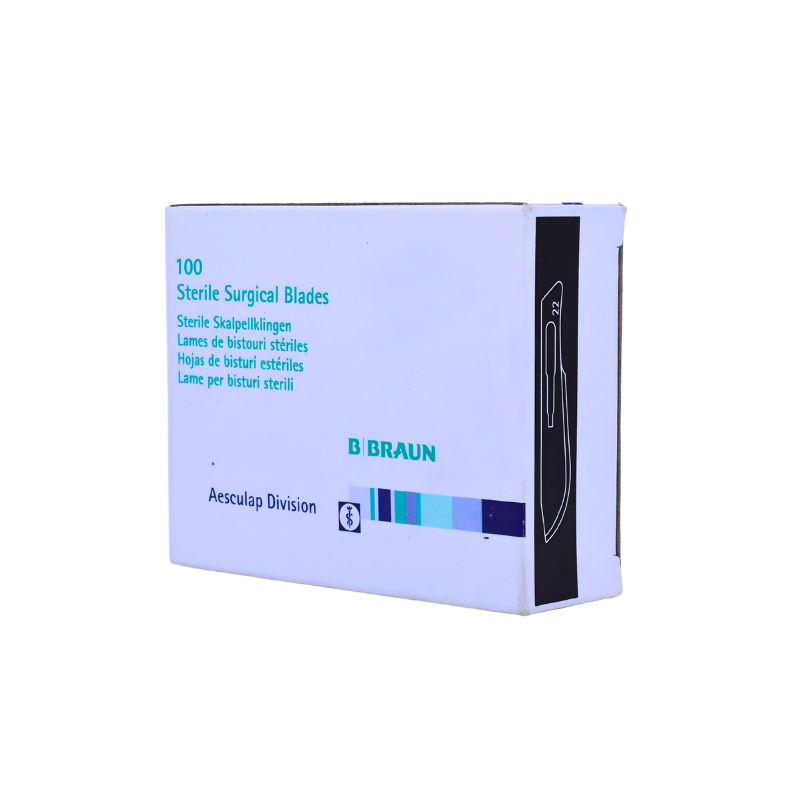 100
Sterile Surgical Blades
Sterile Skalpellklingen
Lames de bistouri stériles
Hojas de bisturí estériles
Lame per bisturi sterili
B|BRAUN
Aesculap Division
22